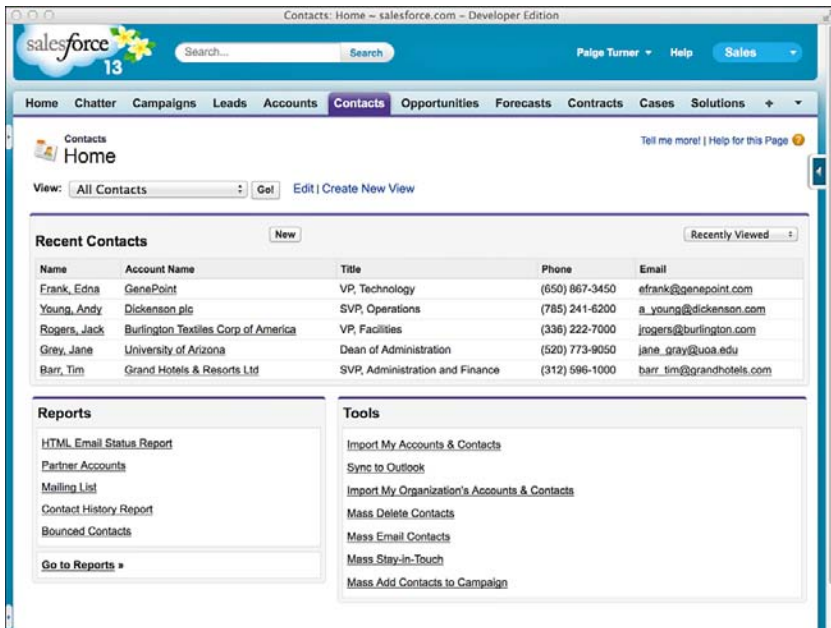 Contacts: Home ~ salesforce.com - Developer Edition
salesforce
13
Search...
Search
Paige Turner
Help
Sales
Home Chatter Campaigns Leads Accounts Contacts Opportunities Forecasts Contracts Cases Solutions +
Contacts
Home
Tell me more! | Help for this Page ?
View: All Contacts Go! Edit | Create New View
Recent Contacts New Recently Viewed
Name Account Name Title Phone Email
Frank, Edna GenePoint VP, Technology (650) 867-3450 efrank@genepoint.com
Young, Andy Dickenson plc SVP, Operations (785) 241-6200 a_young@dickenson.com
Rogers, Jack Burlington Textiles Corp of America VP, Facilities (336) 222-7000 jrogers@burlington.com
Grey, Jane University of Arizona Dean of Administration (520) 773-9050 jane_gray@uoa.edu
Barr, Tim Grand Hotels & Resorts Ltd SVP, Administration and Finance (312) 596-1000 barr_tim@grandhotels.com
Reports
HTML Email Status Report
Partner Accounts
Mailing List
Contact History Report
Bounced Contacts
Go to Reports »
Tools
Import My Accounts & Contacts
Sync to Outlook
Import My Organization's Accounts & Contacts
Mass Delete Contacts
Mass Email Contacts
Mass Stay-in-Touch
Mass Add Contacts to Campaign